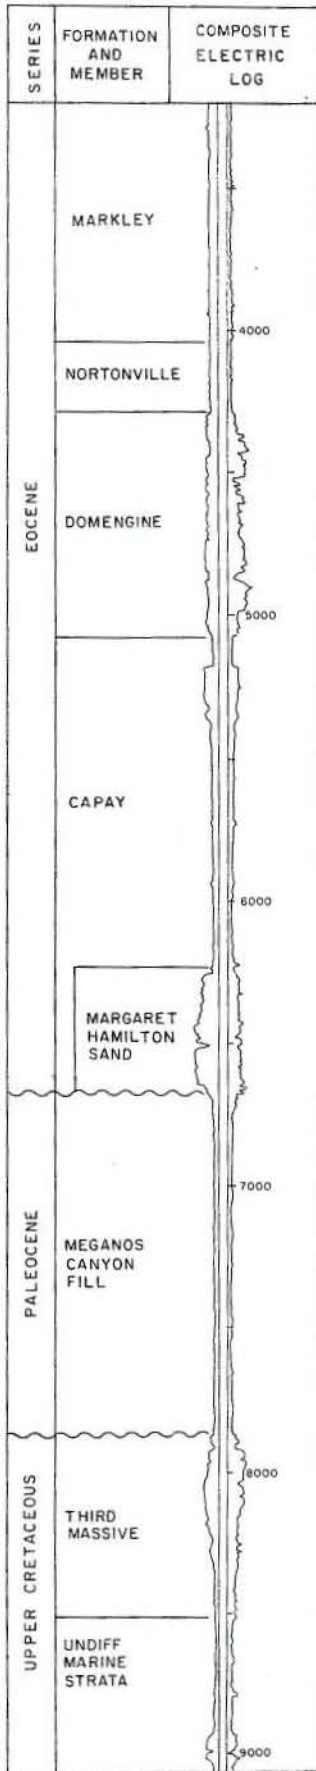 SERIES
FORMATION
AND
MEMBER
COMPOSITE
ELECTRIC
LOG
EOCENE
MARKLEY
4000
NORTONVILLE
DOMENGINE
5000
CAPAY
6000
MARGARET
HAMILTON
SAND
PALEOCENE
7000
MEGANOS
CANYON
FILL
UPPER CRETACEOUS
8000
THIRD
MASSIVE
UNDIFF
MARINE
STRATA
9000